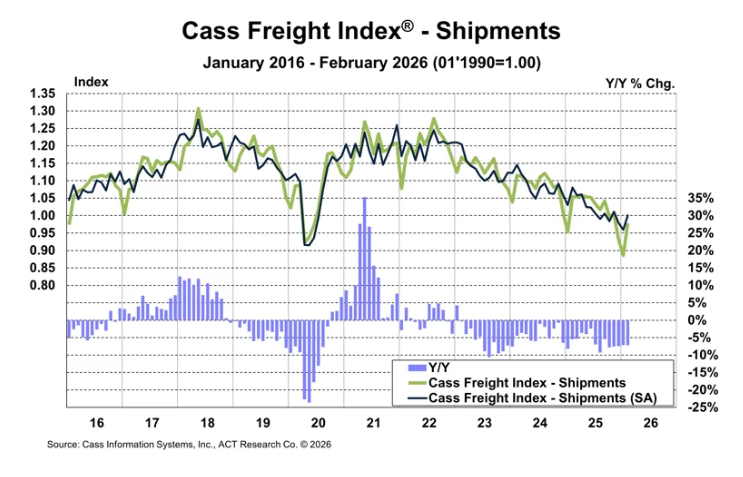 Cass Freight Index® - Shipments
January 2016 - February 2026 (01'1990=1.00)
Index
Y/Y % Chg.
1.35
1.30
1.25
1.20
1.15
1.10
1.05
1.00
0.95
0.90
0.85
0.80
35%
30%
25%
20%
15%
10%
5%
0%
-5%
-10%
-15%
-20%
-25%
Y/Y
Cass Freight Index - Shipments
Cass Freight Index - Shipments (SA)
16 17 18 19 20 21 22 23 24 25 26
Source: Cass Information Systems, Inc., ACT Research Co. © 2026